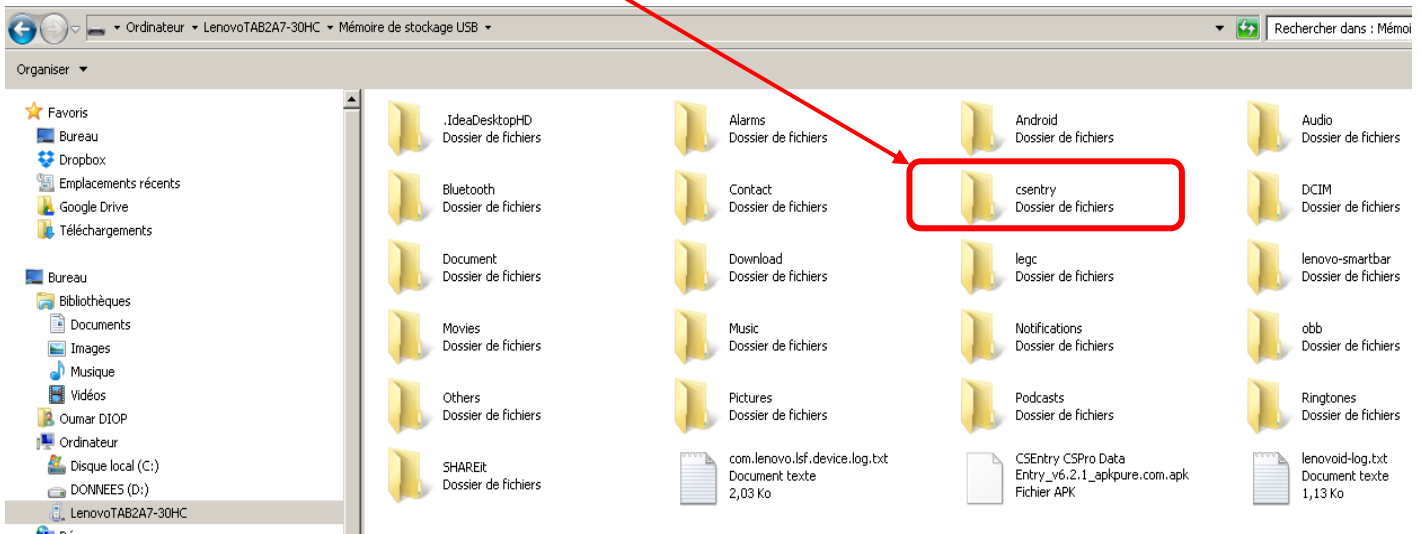 Ordinateur LenovoTAB2A7-30HC Mémoire de stockage USB
Rechercher dans : Mémoi
Organiser
Favoris
Bureau
Dropbox
Emplacements récents
Google Drive
Téléchargements
Bureau
Bibliothèques
Documents
Images
Musique
Vidéos
Oumar DIOP
Ordinateur
Disque local (C:)
DONNEES (D:)
LenovoTAB2A7-30HC
.IdeaDesktopHD
Dossier de fichiers
Alarms
Dossier de fichiers
Android
Dossier de fichiers
Audio
Dossier de fichiers
Bluetooth
Dossier de fichiers
Contact
Dossier de fichiers
csentry
Dossier de fichiers
DCIM
Dossier de fichiers
Document
Dossier de fichiers
Download
Dossier de fichiers
legc
Dossier de fichiers
lenovo-smartbar
Dossier de fichiers
Movies
Dossier de fichiers
Music
Dossier de fichiers
Notifications
Dossier de fichiers
obb
Dossier de fichiers
Others
Dossier de fichiers
Pictures
Dossier de fichiers
Podcasts
Dossier de fichiers
Ringtones
Dossier de fichiers
SHAREit
Dossier de fichiers
com.lenovo.lsf.device.log.txt
Document texte
2,03 Ko
CSEntry CSPro Data
Entry_v6.2.1_apkpure.com.apk
Fichier APK
lenovoid-log.txt
Document texte
1,13 Ko